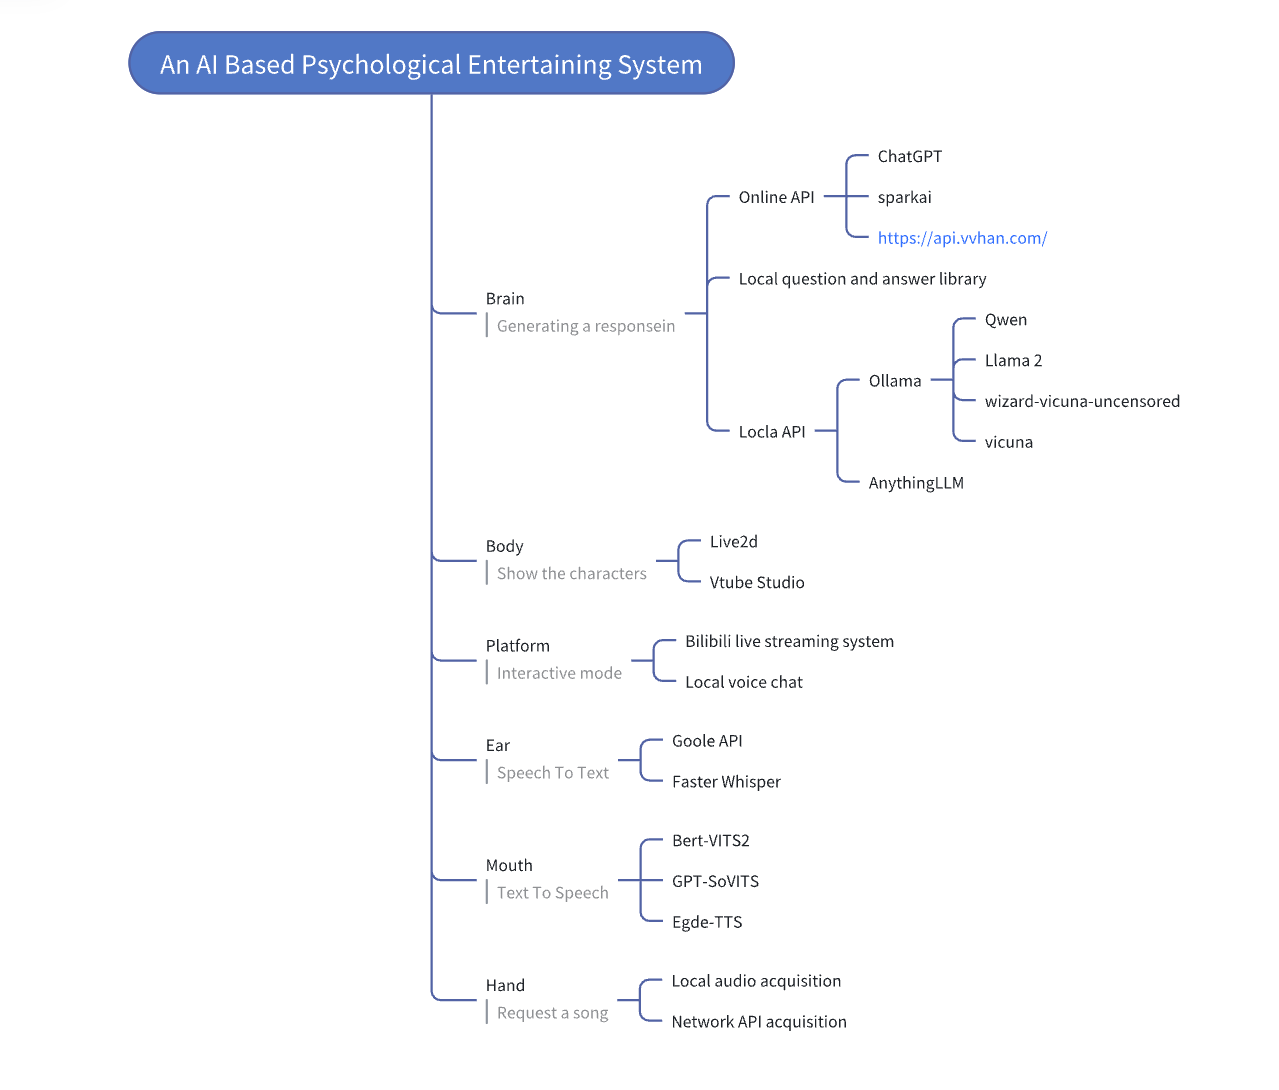 An AI Based Psychological Entertaining System
Brain
Generating a responsein
Online API
ChatGPT
sparkai
https://api.vvhan.com/
Local question and answer library
Locla API
Ollama
Qwen
Llama 2
wizard-vicuna-uncensored
vicuna
AnythingLLM
Body
Show the characters
Live2d
Vtube Studio
Platform
Interactive mode
Bilibili live streaming system
Local voice chat
Ear
Speech To Text
Goole API
Faster Whisper
Mouth
Text To Speech
Bert-VITS2
GPT-SoVITS
Egde-TTS
Hand
Request a song
Local audio acquisition
Network API acquisition